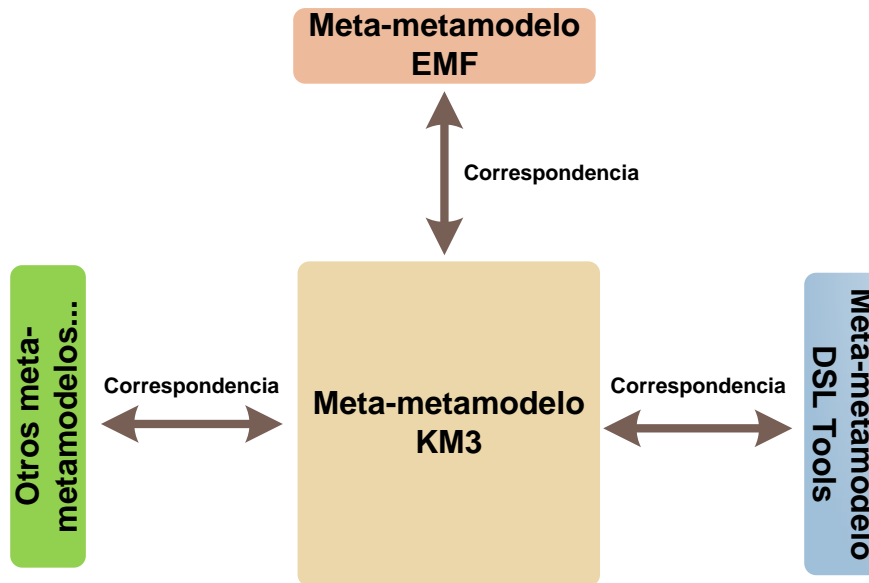 Meta-metamodelo
EMF
Correspondencia
Otros meta-
metamodelos...
Correspondencia
Meta-metamodelo
KM3
Correspondencia
Meta-metamodelo
DSL Tools